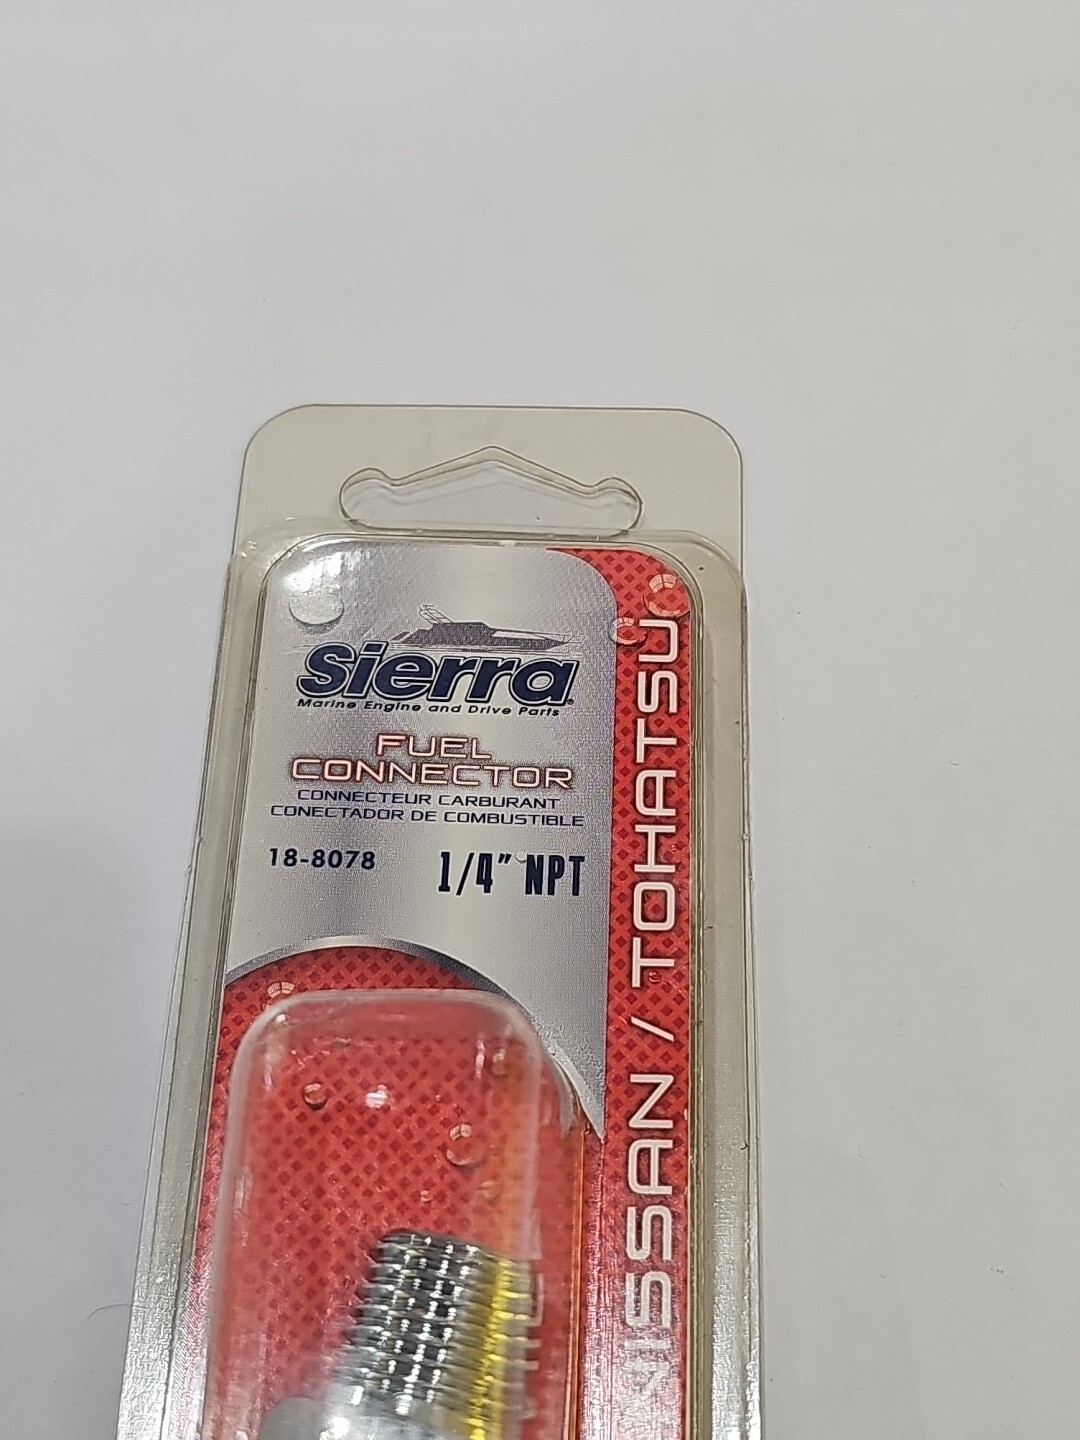 Sierra
Marine Engine and Drive Parts
FUEL
CONNECTOR
CONNECTEUR CARBURANT
CONECTADOR DE COMBUSTIBLE
18-8078 1/4" NPT
NISSAN / TOHATSU